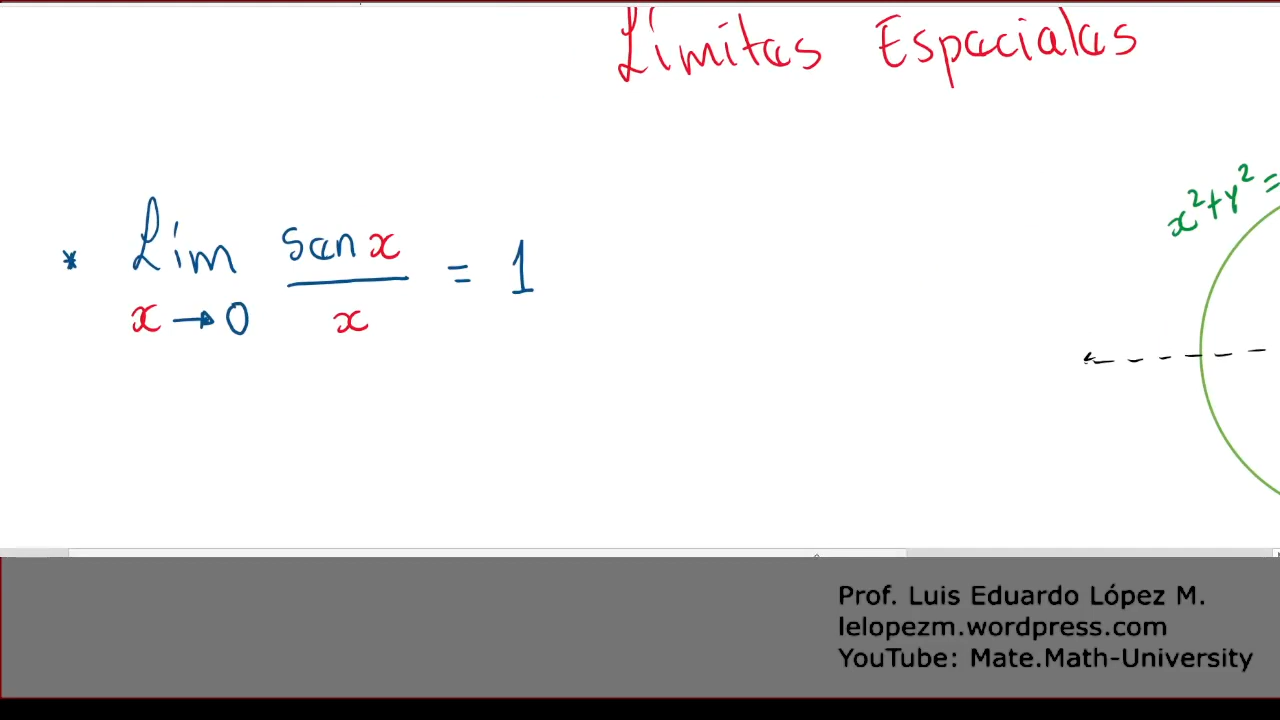 Límites Especiales
x²+y²=
* Lím sen x / x = 1
x → 0
Prof. Luis Eduardo López M.
lelopezm.wordpress.com
YouTube: Mate.Math-University